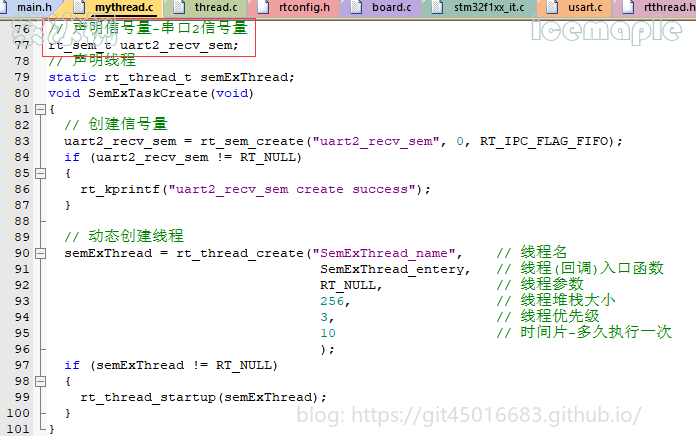 main.h mythread.c thread.c rtconfig.h board.c stm32f1xx_it.c usart.c rtthread.h
Icemaple
76 // 声明信号量-串口2信号量
77 rt_sem_t uart2_recv_sem;
78 // 声明线程
79 static rt_thread_t semExThread;
80 void SemExTaskCreate(void)
81 {
82 // 创建信号量
83 uart2_recv_sem = rt_sem_create("uart2_recv_sem", 0, RT_IPC_FLAG_FIFO);
84 if (uart2_recv_sem != RT_NULL)
85 {
86 rt_kprintf("uart2_recv_sem create success");
87 }
88
89 // 动态创建线程
90 semExThread = rt_thread_create("SemExThread_name", // 线程名
91 SemExThread_entery, // 线程(回调)入口函数
92 RT_NULL, // 线程参数
93 256, // 线程堆栈大小
94 3, // 线程优先级
95 10 // 时间片-多久执行一次
96 );
97 if (semExThread != RT_NULL)
98 {
99 rt_thread_startup(semExThread);
100 }
101 }
blog: https://git45016683.github.io/